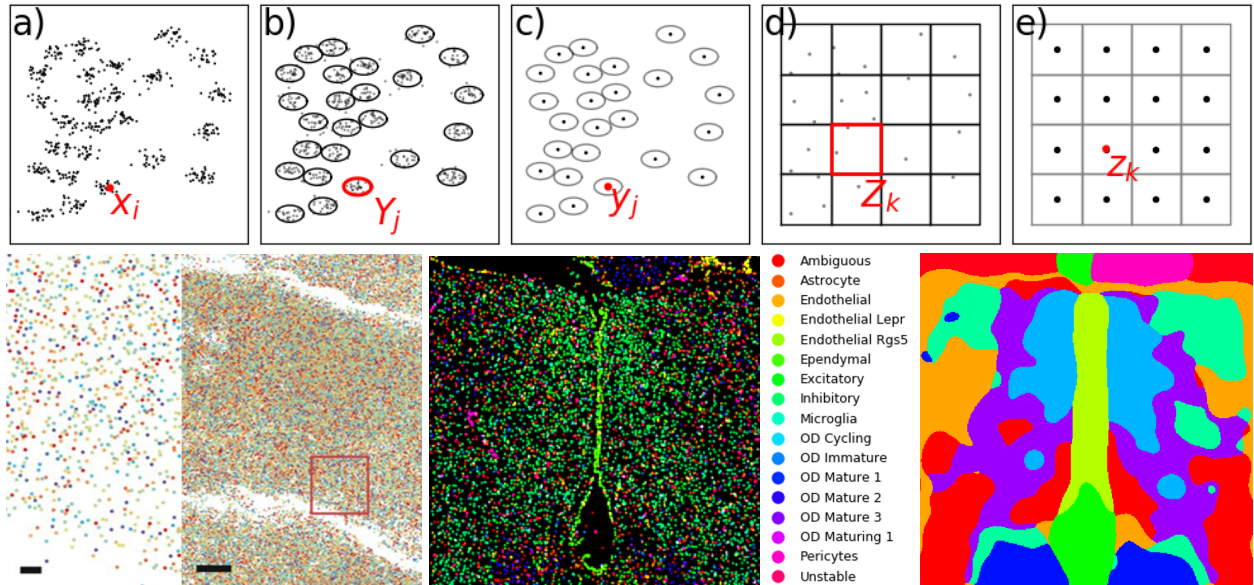 a)
b)
c)
d)
e)
x_i
Y_j
y_j
Z_k
z_k
Ambiguous
Astrocyte
Endothelial
Endothelial Lepr
Endothelial Rgs5
Ependymal
Excitatory
Inhibitory
Microglia
OD Cycling
OD Immature
OD Mature 1
OD Mature 2
OD Mature 3
OD Maturing 1
Pericytes
Unstable